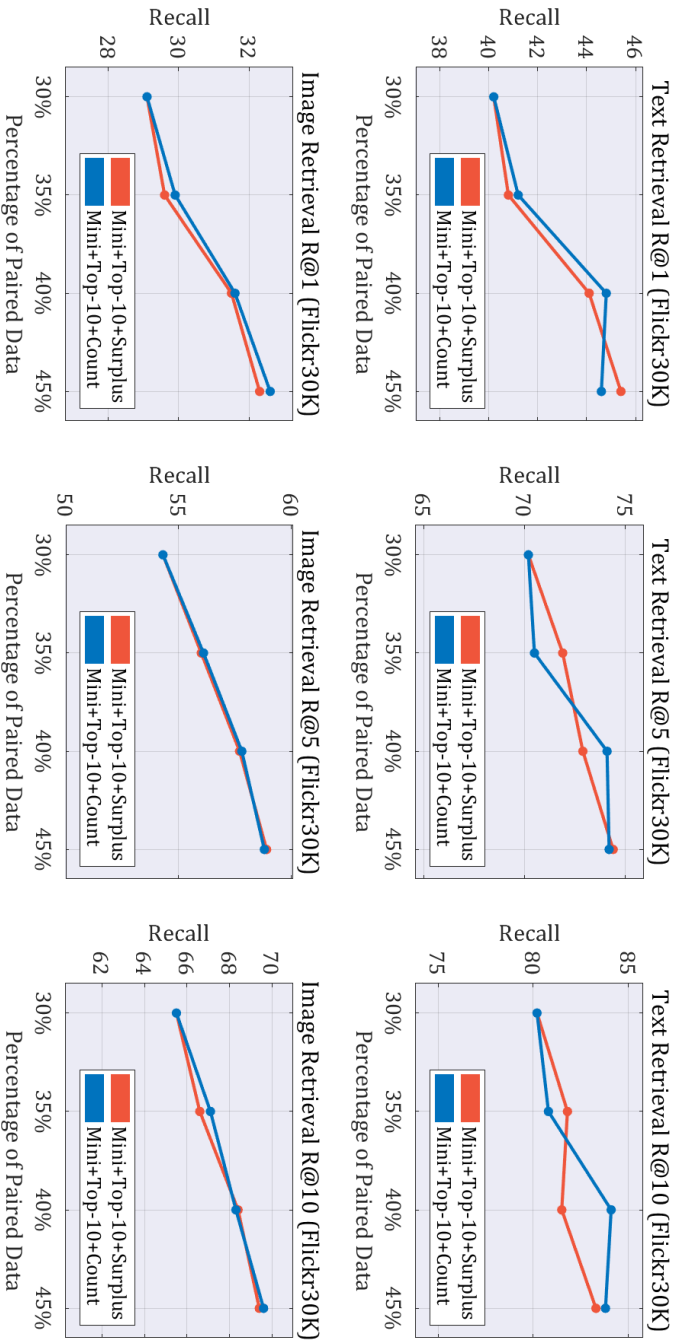 Text Retrieval R@1 (Flickr30K)
Recall
46
44
42
40
38
30%
35%
40%
45%
Percentage of Paired Data
Mini+Top-10+Surplus
Mini+Top-10+Count
Text Retrieval R@5 (Flickr30K)
Recall
75
70
65
30%
35%
40%
45%
Percentage of Paired Data
Mini+Top-10+Surplus
Mini+Top-10+Count
Text Retrieval R@10 (Flickr30K)
Recall
85
80
75
30%
35%
40%
45%
Percentage of Paired Data
Mini+Top-10+Surplus
Mini+Top-10+Count
Image Retrieval R@1 (Flickr30K)
Recall
32
30
28
30%
35%
40%
45%
Percentage of Paired Data
Mini+Top-10+Surplus
Mini+Top-10+Count
Image Retrieval R@5 (Flickr30K)
Recall
60
55
50
30%
35%
40%
45%
Percentage of Paired Data
Mini+Top-10+Surplus
Mini+Top-10+Count
Image Retrieval R@10 (Flickr30K)
Recall
70
68
66
64
62
30%
35%
40%
45%
Percentage of Paired Data
Mini+Top-10+Surplus
Mini+Top-10+Count